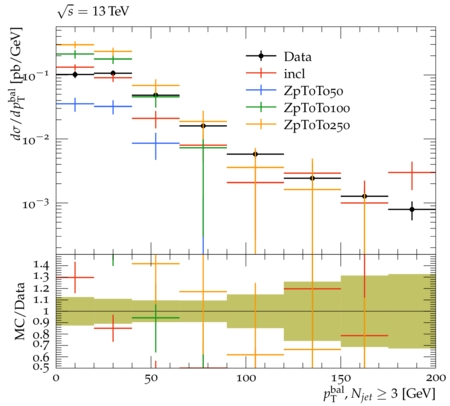 √s = 13 TeV
dσ/dp_T^bal [pb/GeV]
10^−1
10^−2
10^−3
Data
incl
ZpToTo50
ZpToTo100
ZpToTo250
MC/Data
1.4
1.3
1.2
1.1
1
0.9
0.8
0.7
0.6
0.5
0 50 100 150 200
p_T^bal, N_jet ≥ 3 [GeV]